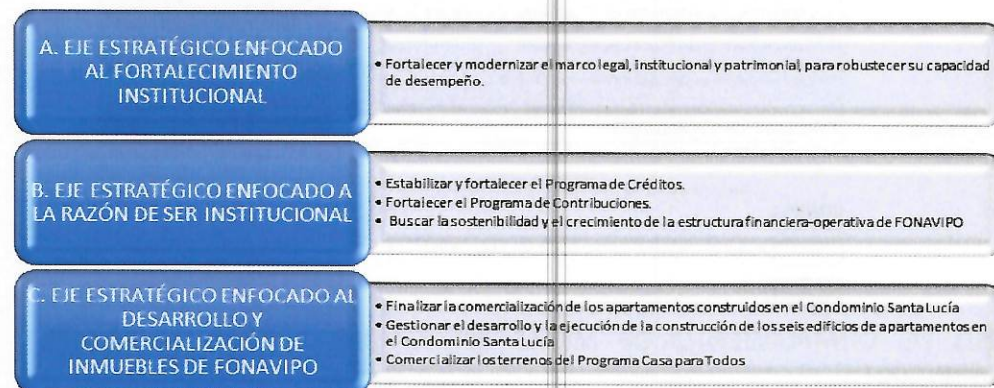 A. EJE ESTRATÉGICO ENFOCADO
AL FORTALECIMIENTO
INSTITUCIONAL
• Fortalecer y modernizar el marco legal, institucional y patrimonial, para robustecer su capacidad
de desempeño.
B. EJE ESTRATÉGICO ENFOCADO A
LA RAZÓN DE SER INSTITUCIONAL
• Estabilizar y fortalecer el Programa de Créditos.
• Fortalecer el Programa de Contribuciones.
• Buscar la sostenibilidad y el crecimiento de la estructura financiera-operativa de FONAVIPO
C. EJE ESTRATÉGICO ENFOCADO AL
DESARROLLO Y
COMERCIALIZACIÓN DE
INMUEBLES DE FONAVIPO
• Finalizar la comercialización de los apartamentos construidos en el Condominio Santa Lucía
• Gestionar el desarrollo y la ejecución de la construcción de los seis edificios de apartamentos en
el Condominio Santa Lucía
• Comercializar los terrenos del Programa Casa para Todos